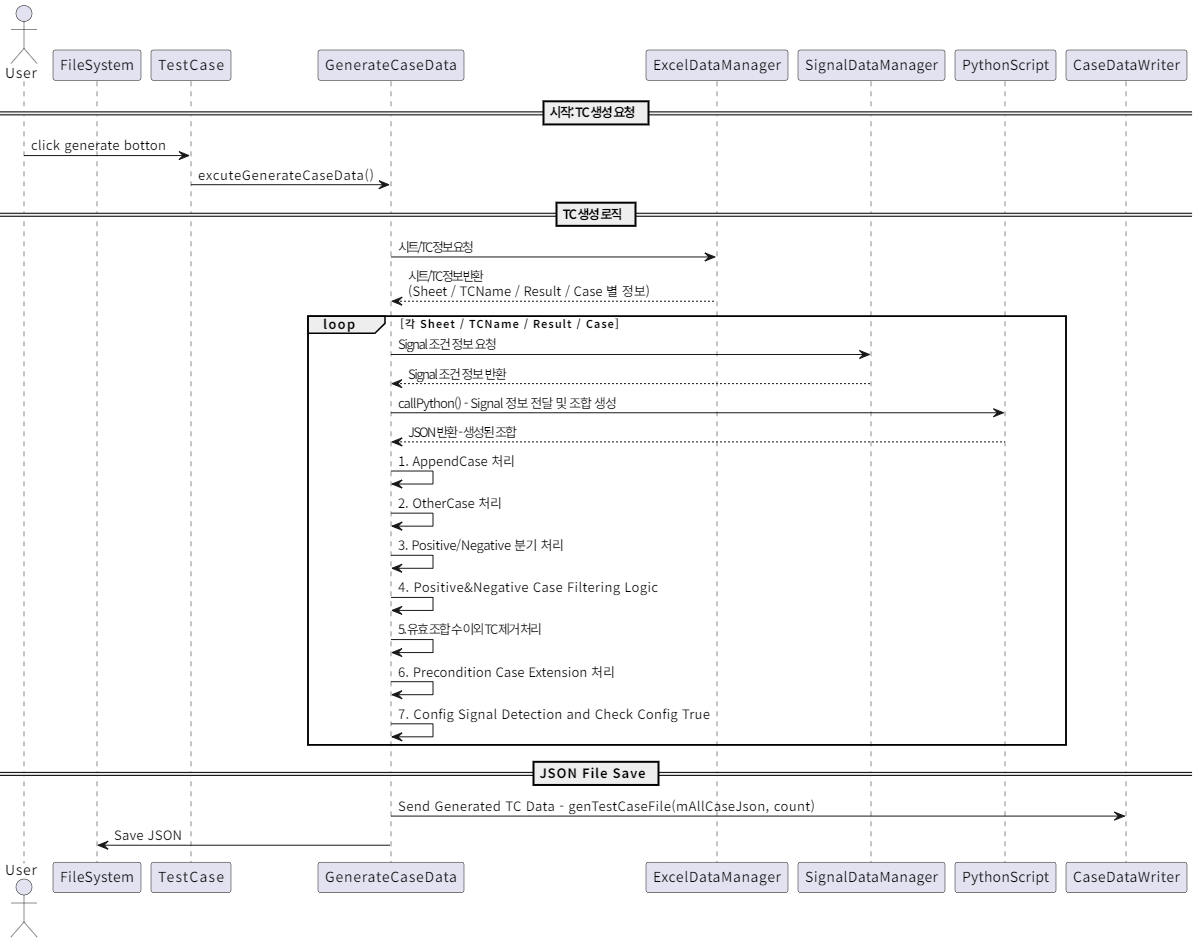 User
FileSystem
TestCase
GenerateCaseData
ExcelDataManager
SignalDataManager
PythonScript
CaseDataWriter
시작: TC 생성 요청
click generate botton
excuteGenerateCaseData()
TC 생성 로직
시트/TC정보 요청
시트/TC정보 반환
(Sheet / TCName / Result / Case 별 정보)
loop
[각 Sheet / TCName / Result / Case]
Signal 조건 정보 요청
Signal 조건 정보 반환
callPython() - Signal 정보 전달 및 조합 생성
JSON 반환 - 생성된 조합
1. AppendCase 처리
2. OtherCase 처리
3. Positive/Negative 분기 처리
4. Positive&Negative Case Filtering Logic
5. 유효 조합 수 이외 TC 제거 처리
6. Precondition Case Extension 처리
7. Config Signal Detection and Check Config True
JSON File Save
Send Generated TC Data - genTestCaseFile(mAllCaseJson, count)
Save JSON
User
FileSystem
TestCase
GenerateCaseData
ExcelDataManager
SignalDataManager
PythonScript
CaseDataWriter